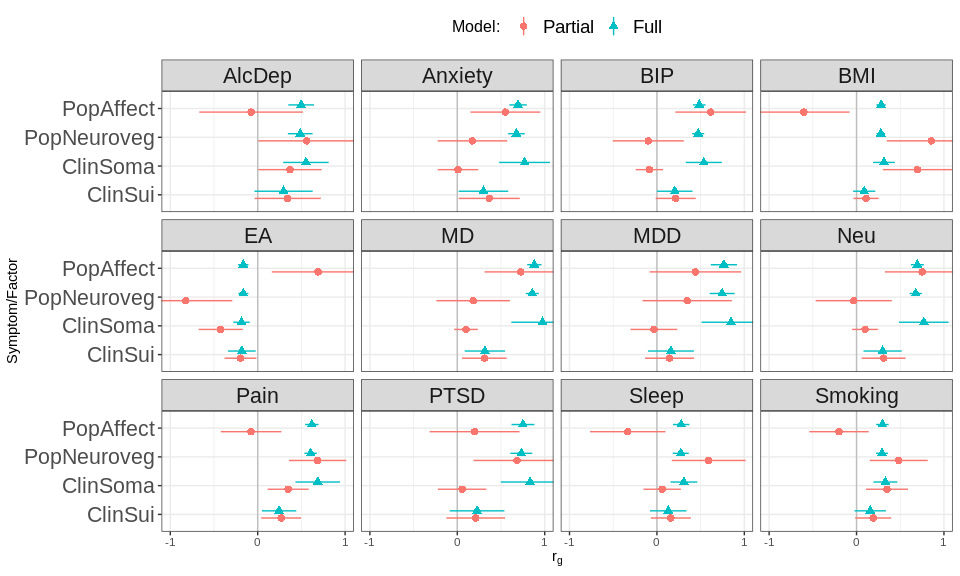 Model: Partial Full
AlcDep Anxiety BIP BMI
PopAffect
PopNeuroveg
ClinSoma
ClinSui
EA MD MDD Neu
PopAffect
PopNeuroveg
ClinSoma
ClinSui
Pain PTSD Sleep Smoking
PopAffect
PopNeuroveg
ClinSoma
ClinSui
-1 0 1 -1 0 1 -1 0 1 -1 0 1
rg
Symptom/Factor